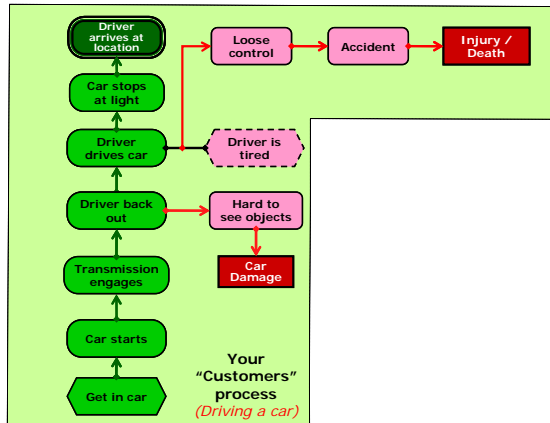 Driver
arrives at
location
Loose
control
Accident
Injury /
Death
Car stops
at light
Driver
drives car
Driver is
tired
Driver back
out
Hard to
see objects
Transmission
engages
Car
Damage
Car starts
Get in car
Your
“Customers”
process
(Driving a car)